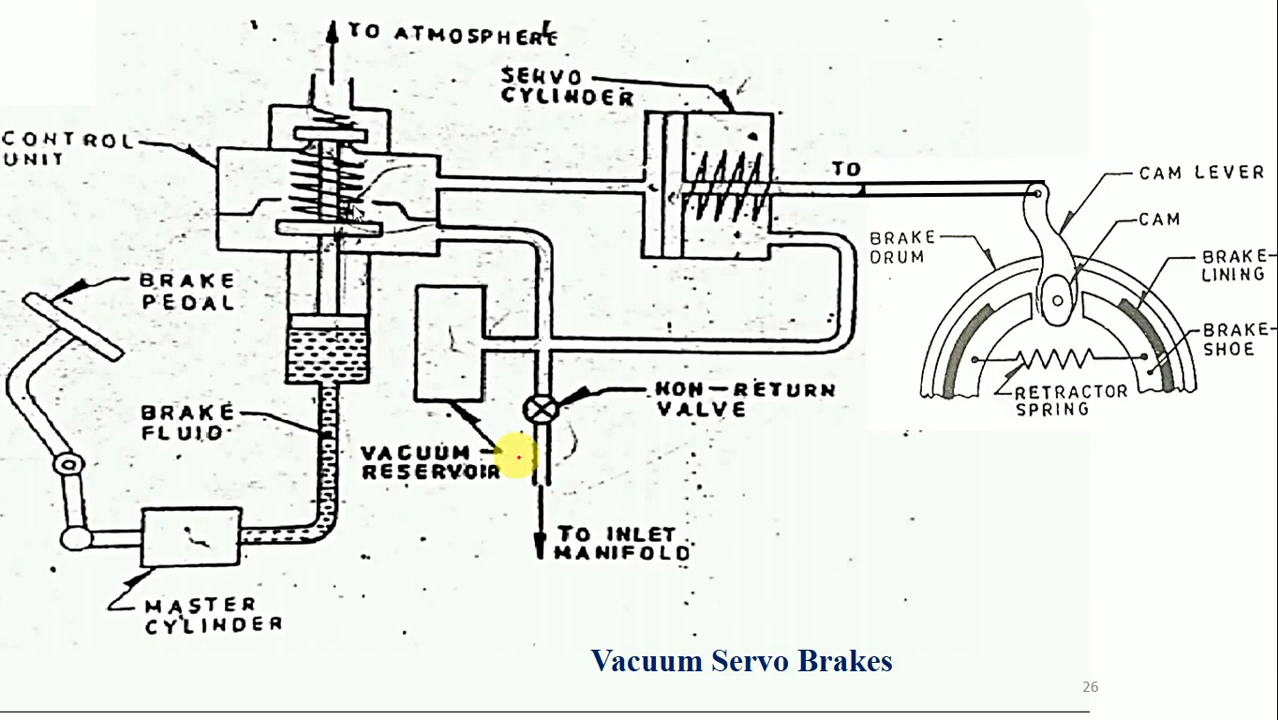 TO ATMOSPHERE
SERVO
CYLINDER
CONTROL
UNIT
TO
CAM LEVER
CAM
BRAKE
DRUM
BRAKE-
LINING
BRAKE
PEDAL
BRAKE-
SHOE
RETRACTOR
SPRING
NON-RETURN
VALVE
BRAKE
FLUID
VACUUM
RESERVOIR
TO INLET
MANIFOLD
MASTER
CYLINDER
Vacuum Servo Brakes
26